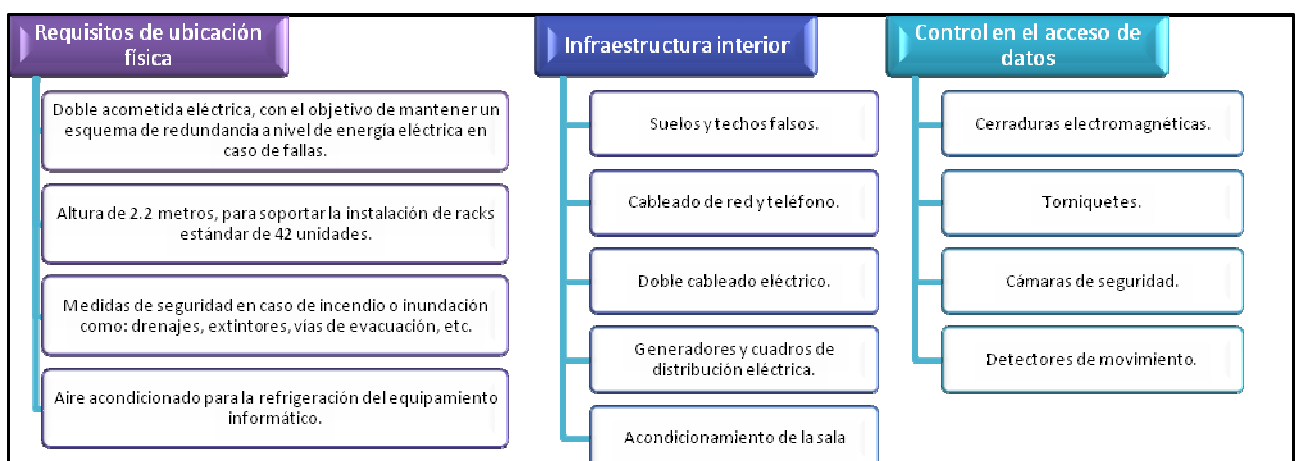 Requisitos de ubicación
física
Doble acometida eléctrica, con el objetivo de mantener un
esquema de redundancia a nivel de energía eléctrica en
caso de fallas.
Altura de 2.2 metros, para soportar la instalación de racks
estándar de 42 unidades.
Medidas de seguridad en caso de incendio o inundación
como: drenajes, extintores, vías de evacuación, etc.
Aire acondicionado para la refrigeración del equipamiento
informático.
Infraestructura interior
Suelos y techos falsos.
Cableado de red y teléfono.
Doble cableado eléctrico.
Generadores y cuadros de
distribución eléctrica.
Acondicionamiento de la sala
Control en el acceso de
datos
Cerraduras electromagnéticas.
Torniquetes.
Cámaras de seguridad.
Detectores de movimiento.